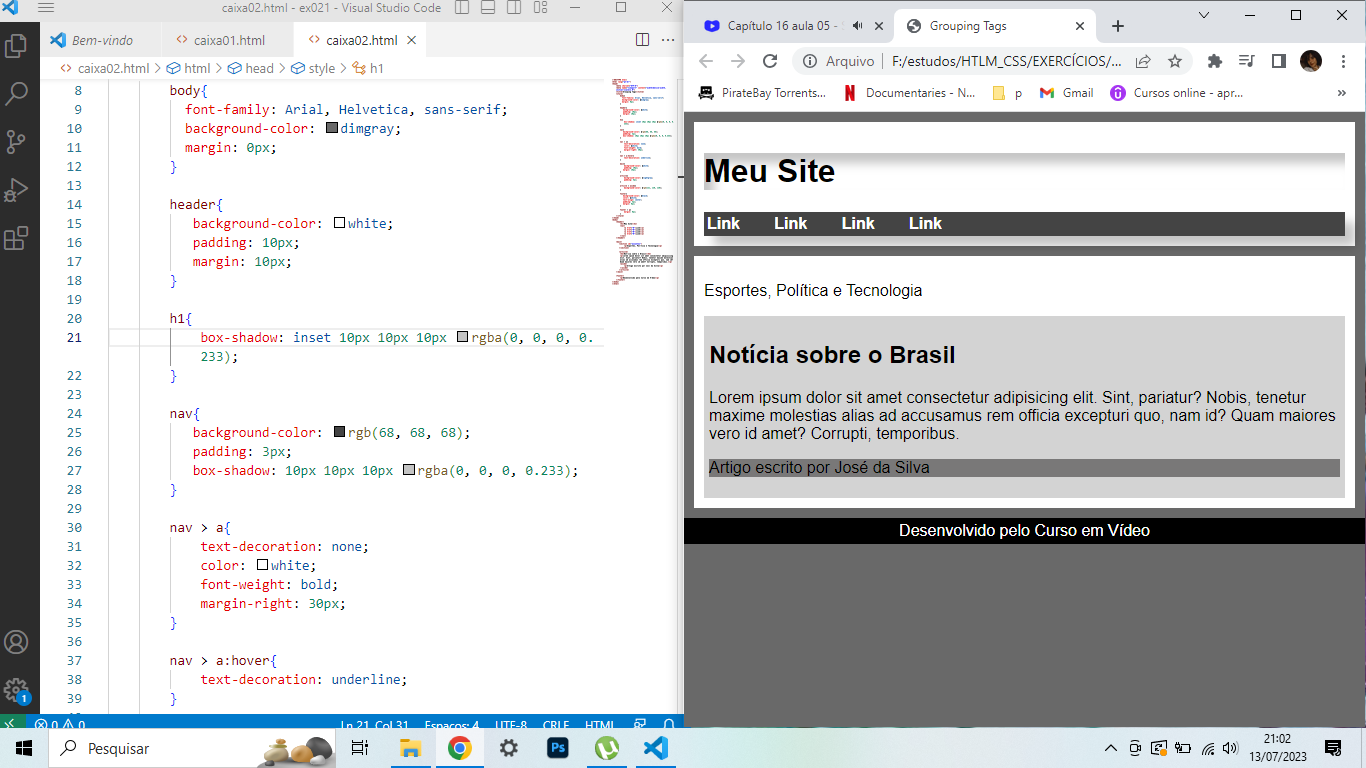 caixa02.html - ex021 - Visual Studio Code
Bem-vindo
caixa01.html
caixa02.html
caixa02.html > html > head > style > h1
8 body{
9 font-family: Arial, Helvetica, sans-serif;
10 background-color: dimgray;
11 margin: 0px;
12 }
13
14 header{
15 background-color: white;
16 padding: 10px;
17 margin: 10px;
18 }
19
20 h1{
21 box-shadow: inset 10px 10px 10px rgba(0, 0, 0, 0.
233);
22 }
23
24 nav{
25 background-color: rgb(68, 68, 68);
26 padding: 3px;
27 box-shadow: 10px 10px 10px rgba(0, 0, 0, 0.233);
28 }
29
30 nav > a{
31 text-decoration: none;
32 color: white;
33 font-weight: bold;
34 margin-right: 30px;
35 }
36
37 nav > a:hover{
38 text-decoration: underline;
39 }
1
0 0 Ln 21, Col 31 Espaços: 4 UTF-8 CRLF HTML
Capítulo 16 aula 05 -
Grouping Tags
Arquivo | F:/estudos/HTLM_CSS/EXERCÍCIOS/...
PirateBay Torrents... Documentaries - N... p Gmail Cursos online - apr... »
Meu Site
Link Link Link Link
Esportes, Política e Tecnologia
Notícia sobre o Brasil
Lorem ipsum dolor sit amet consectetur adipisicing elit. Sint, pariatur? Nobis, tenetur
maxime molestias alias ad accusamus rem officia excepturi quo, nam id? Quam maiores
vero id amet? Corrupti, temporibus.
Artigo escrito por José da Silva
Desenvolvido pelo Curso em Vídeo
Pesquisar
Ps
21:02
13/07/2023